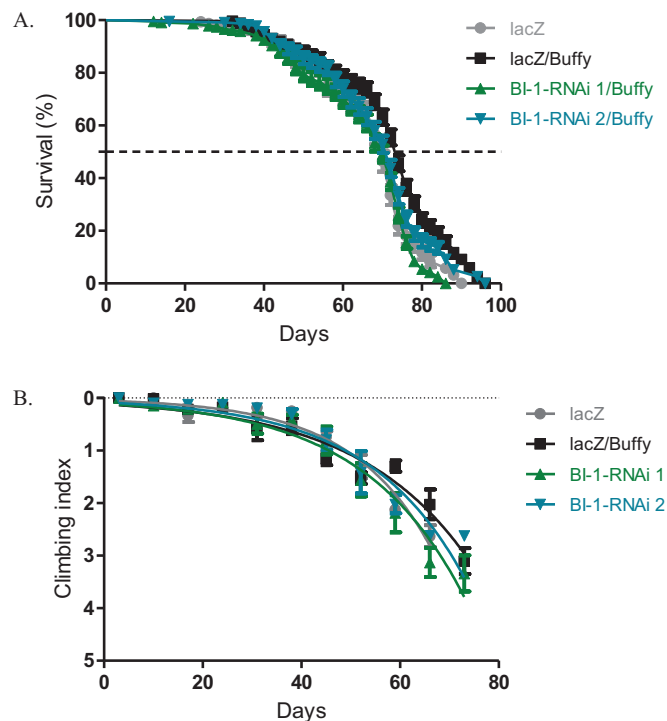 A.
100
80
60
40
20
0
Survival (%)
0 20 40 60 80 100
Days
lacZ
lacZ/Buffy
BI-1-RNAi 1/Buffy
BI-1-RNAi 2/Buffy
B.
0
1
2
3
4
5
Climbing index
0 20 40 60 80
Days
lacZ
lacZ/Buffy
BI-1-RNAi 1
BI-1-RNAi 2